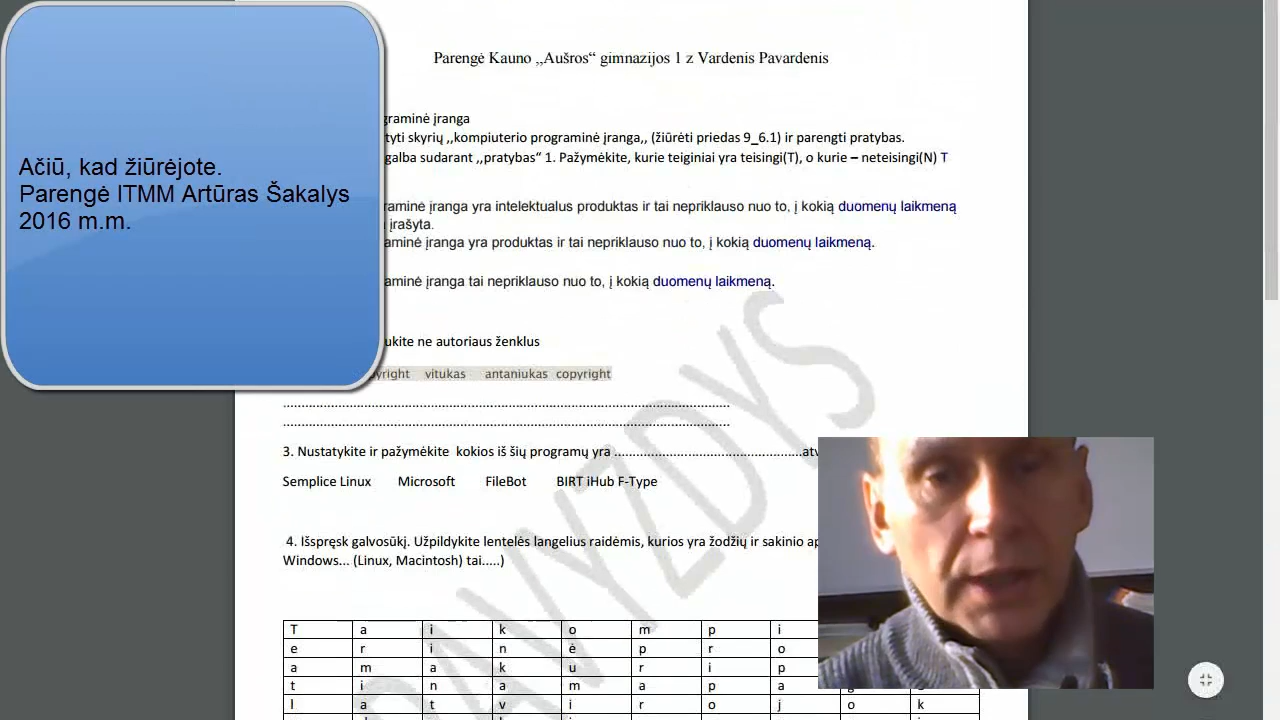 Ačiū, kad žiūrėjote.
Parengė ITMM Artūras Šakalys
2016 m.m.
Parengė Kauno ,,Aušros“ gimnazijos 1 z Vardenis Pavardenis
graminė įranga
tyti skyrių ,,kompiuterio programinė įranga,, (žiūrėti priedas 9_6.1) ir parengti pratybas.
galba sudarant ,,pratybas“ 1. Pažymėkite, kurie teiginiai yra teisingi(T), o kurie – neteisingi(N) T
raminė įranga yra intelektualus produktas ir tai nepriklauso nuo to, į kokią duomenų laikmeną
įrašyta.
aminė įranga yra produktas ir tai nepriklauso nuo to, į kokią duomenų laikmeną.
aminė įranga tai nepriklauso nuo to, į kokią duomenų laikmeną.
ukite ne autoriaus ženklus
yright vitukas antaniukas copyright
3. Nustatykite ir pažymėkite kokios iš šių programų yra ....................................................atv
Semplice Linux Microsoft FileBot BIRT iHub F-Type
4. Išspręsk galvosūkį. Užpildykite lentelės langelius raidėmis, kurios yra žodžių ir sakinio ap
Windows... (Linux, Macintosh) tai.....)
T a i k o m p i
e r i n ė p r o
a m a k u r i p
t i n a m a p a
l a t v i r o j o k
PAVYZDYS